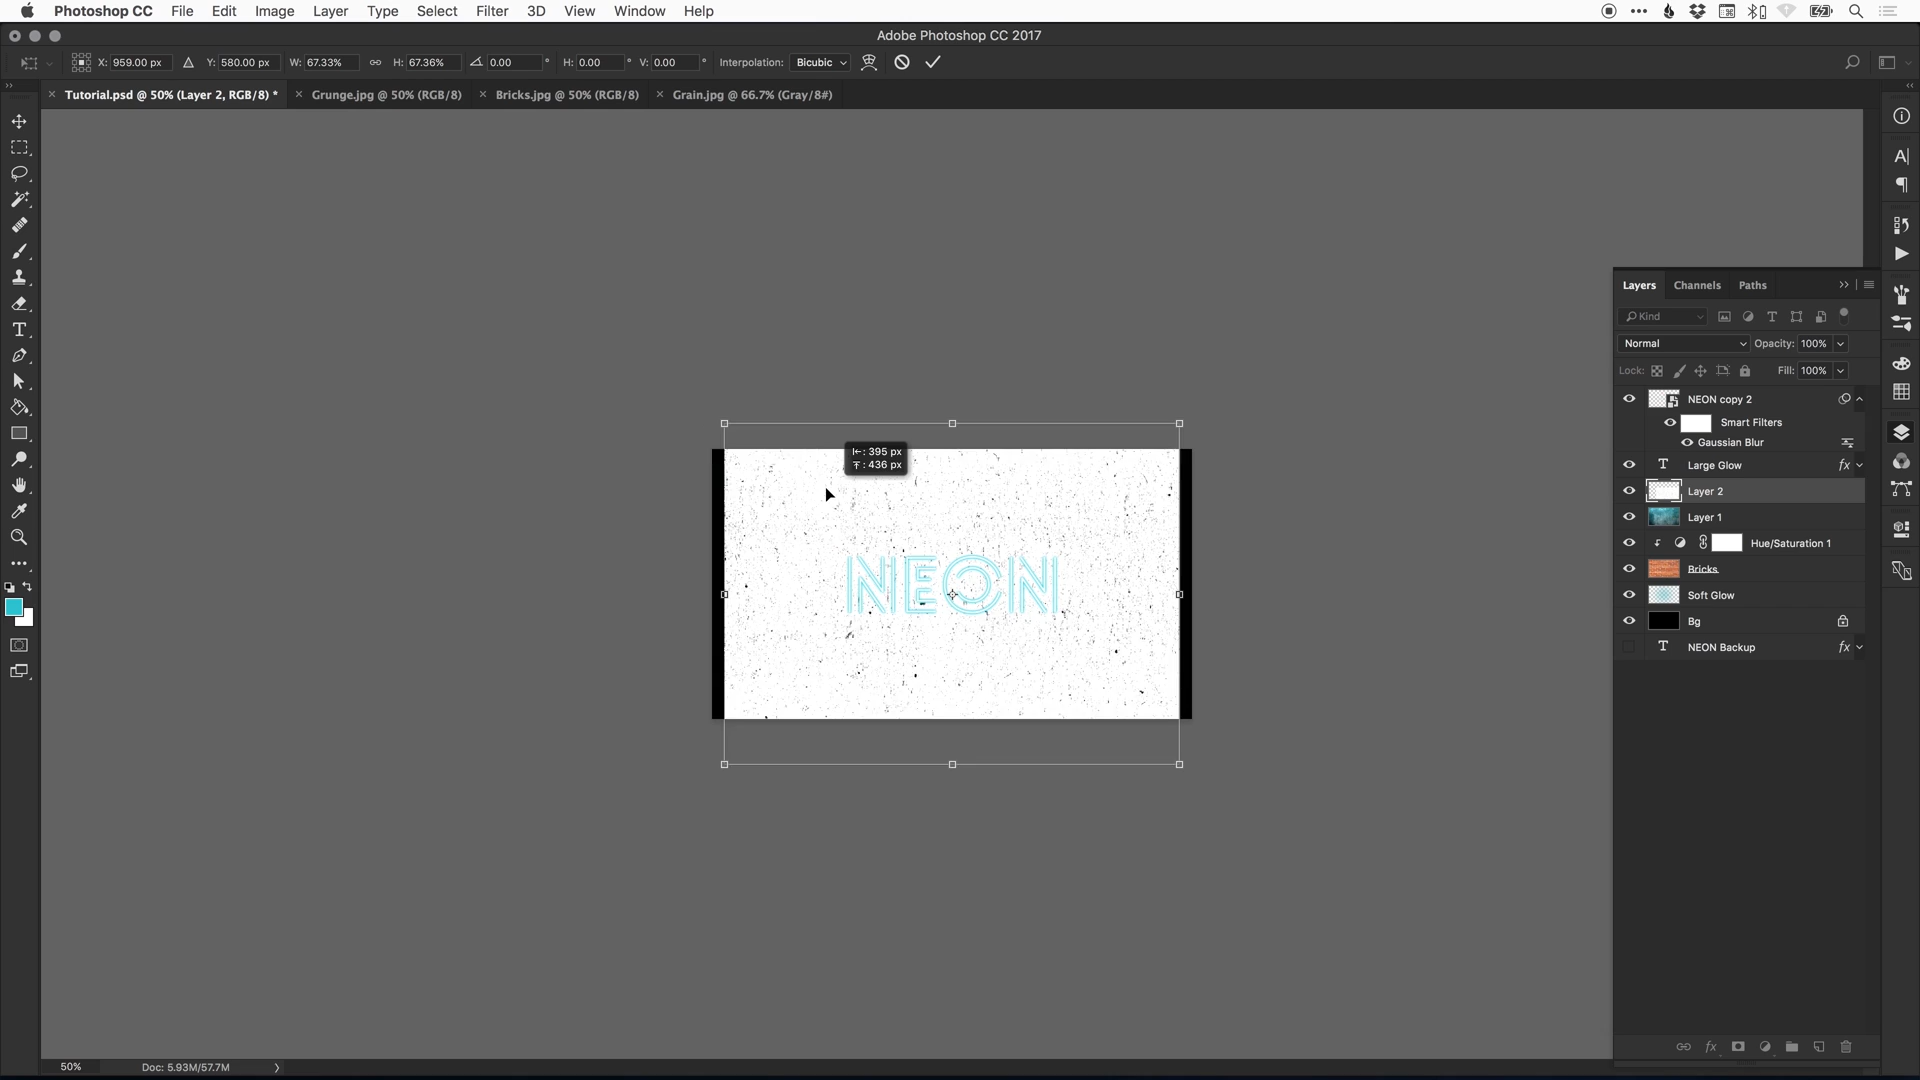 Photoshop CC File Edit Image Layer Type Select Filter 3D View Window Help
Adobe Photoshop CC 2017
X: 959.00 px Y: 580.00 px W: 67.33% H: 67.36% 0.00 ° H: 0.00 ° V: 0.00 ° Interpolation: Bicubic
Tutorial.psd @ 50% (Layer 2, RGB/8) * Grunge.jpg @ 50% (RGB/8) Bricks.jpg @ 50% (RGB/8) Grain.jpg @ 66.7% (Gray/8#)
Layers Channels Paths
Kind
Normal Opacity: 100%
Lock: Fill: 100%
NEON copy 2
Smart Filters
Gaussian Blur
Large Glow fx
Layer 2
Layer 1
Hue/Saturation 1
Bricks
Soft Glow
Bg
NEON Backup fx
: 395 px
: 436 px
NEON
fx
50% Doc: 5.93M/57.7M